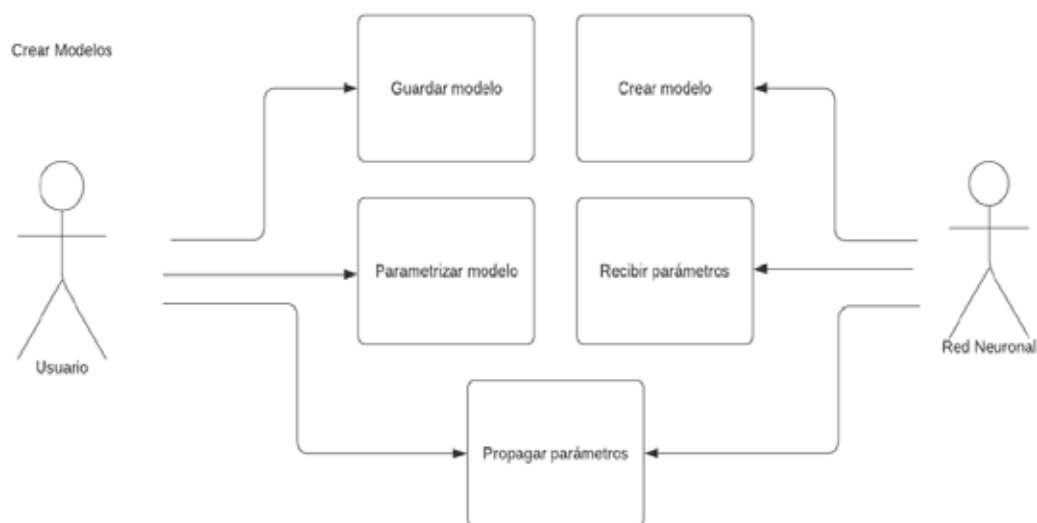 Crear Modelos
Guardar modelo
Crear modelo
Parametrizar modelo
Recibir parámetros
Usuario
Red Neuronal
Propagar parámetros